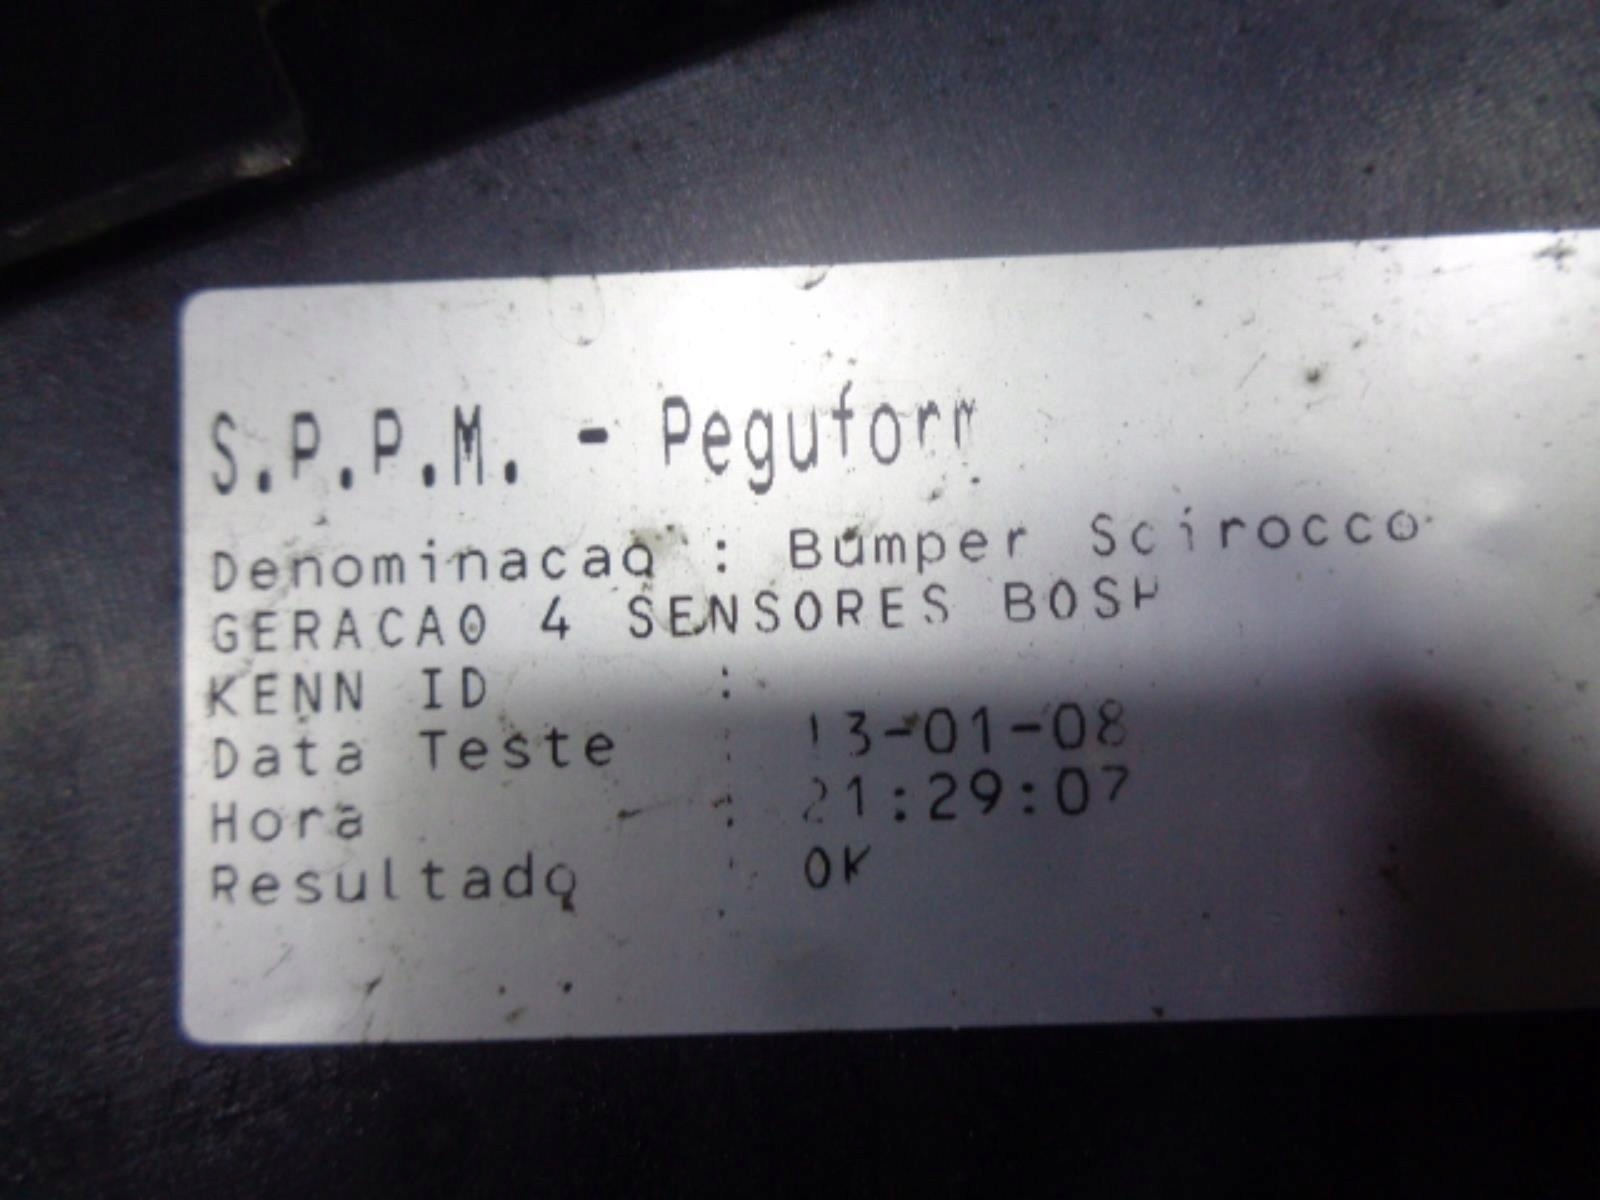 S.P.P.M. - Peguform
Denominacao : Bumper Scirocco
GERACAO 4 SENSORES BOSH
KENN ID :
Data Teste : 13-01-08
Hora : 21:29:07
Resultado : OK